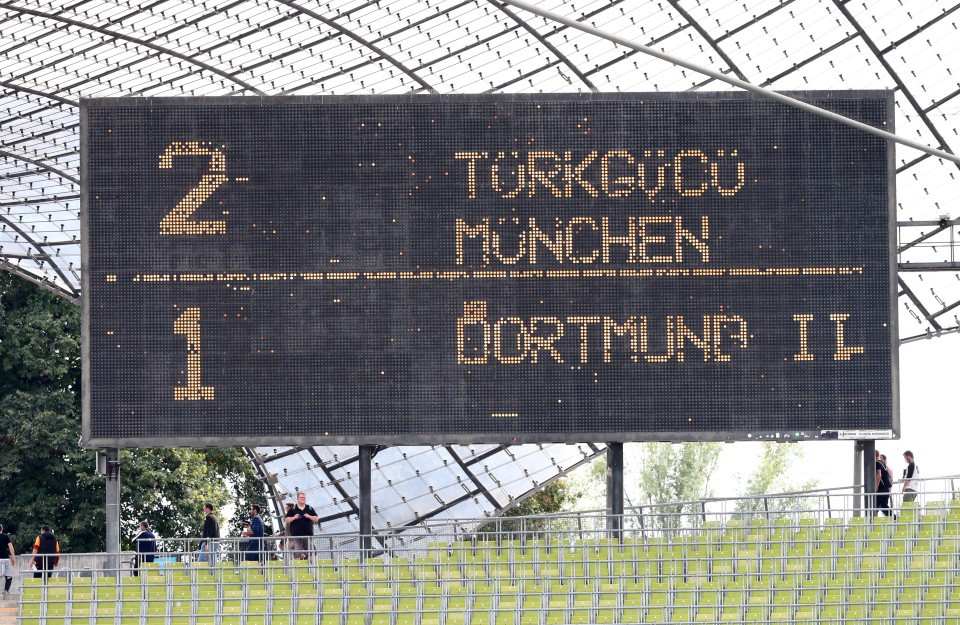 2 TÜRKGÜCÜ
MÜNCHEN
1 DORTMUND II